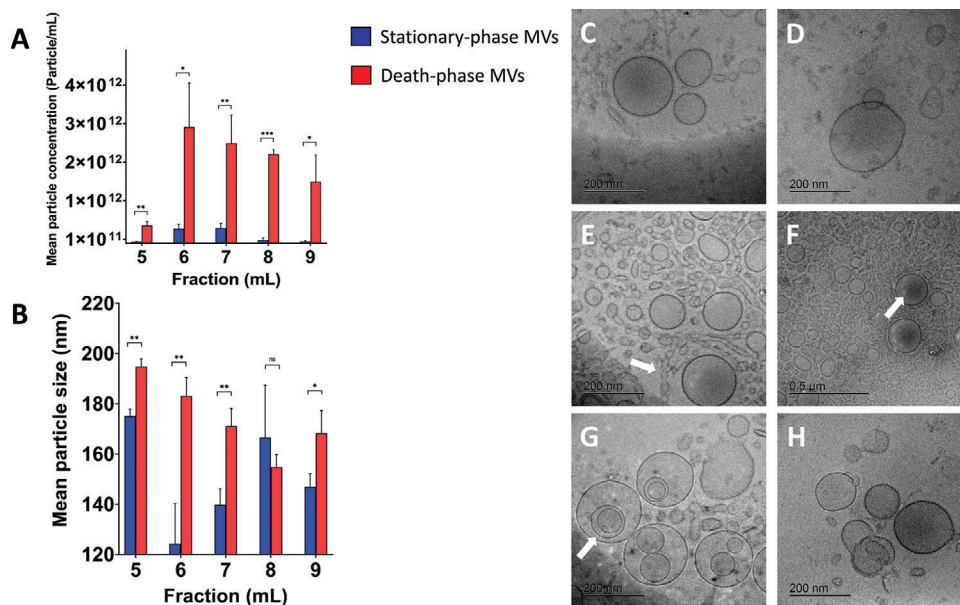 A
Mean particle concentration (Particle/mL)
4×10¹²
3×10¹²
2×10¹²
1×10¹²
1×10¹¹
**
*
**
***
*
5 6 7 8 9
Fraction (mL)
Stationary-phase MVs
Death-phase MVs
B
Mean particle size (nm)
220
200
180
160
140
120
**
**
**
ns
*
5 6 7 8 9
Fraction (mL)
C
200 nm
D
200 nm
E
200 nm
F
0.5 µm
G
200 nm
H
200 nm